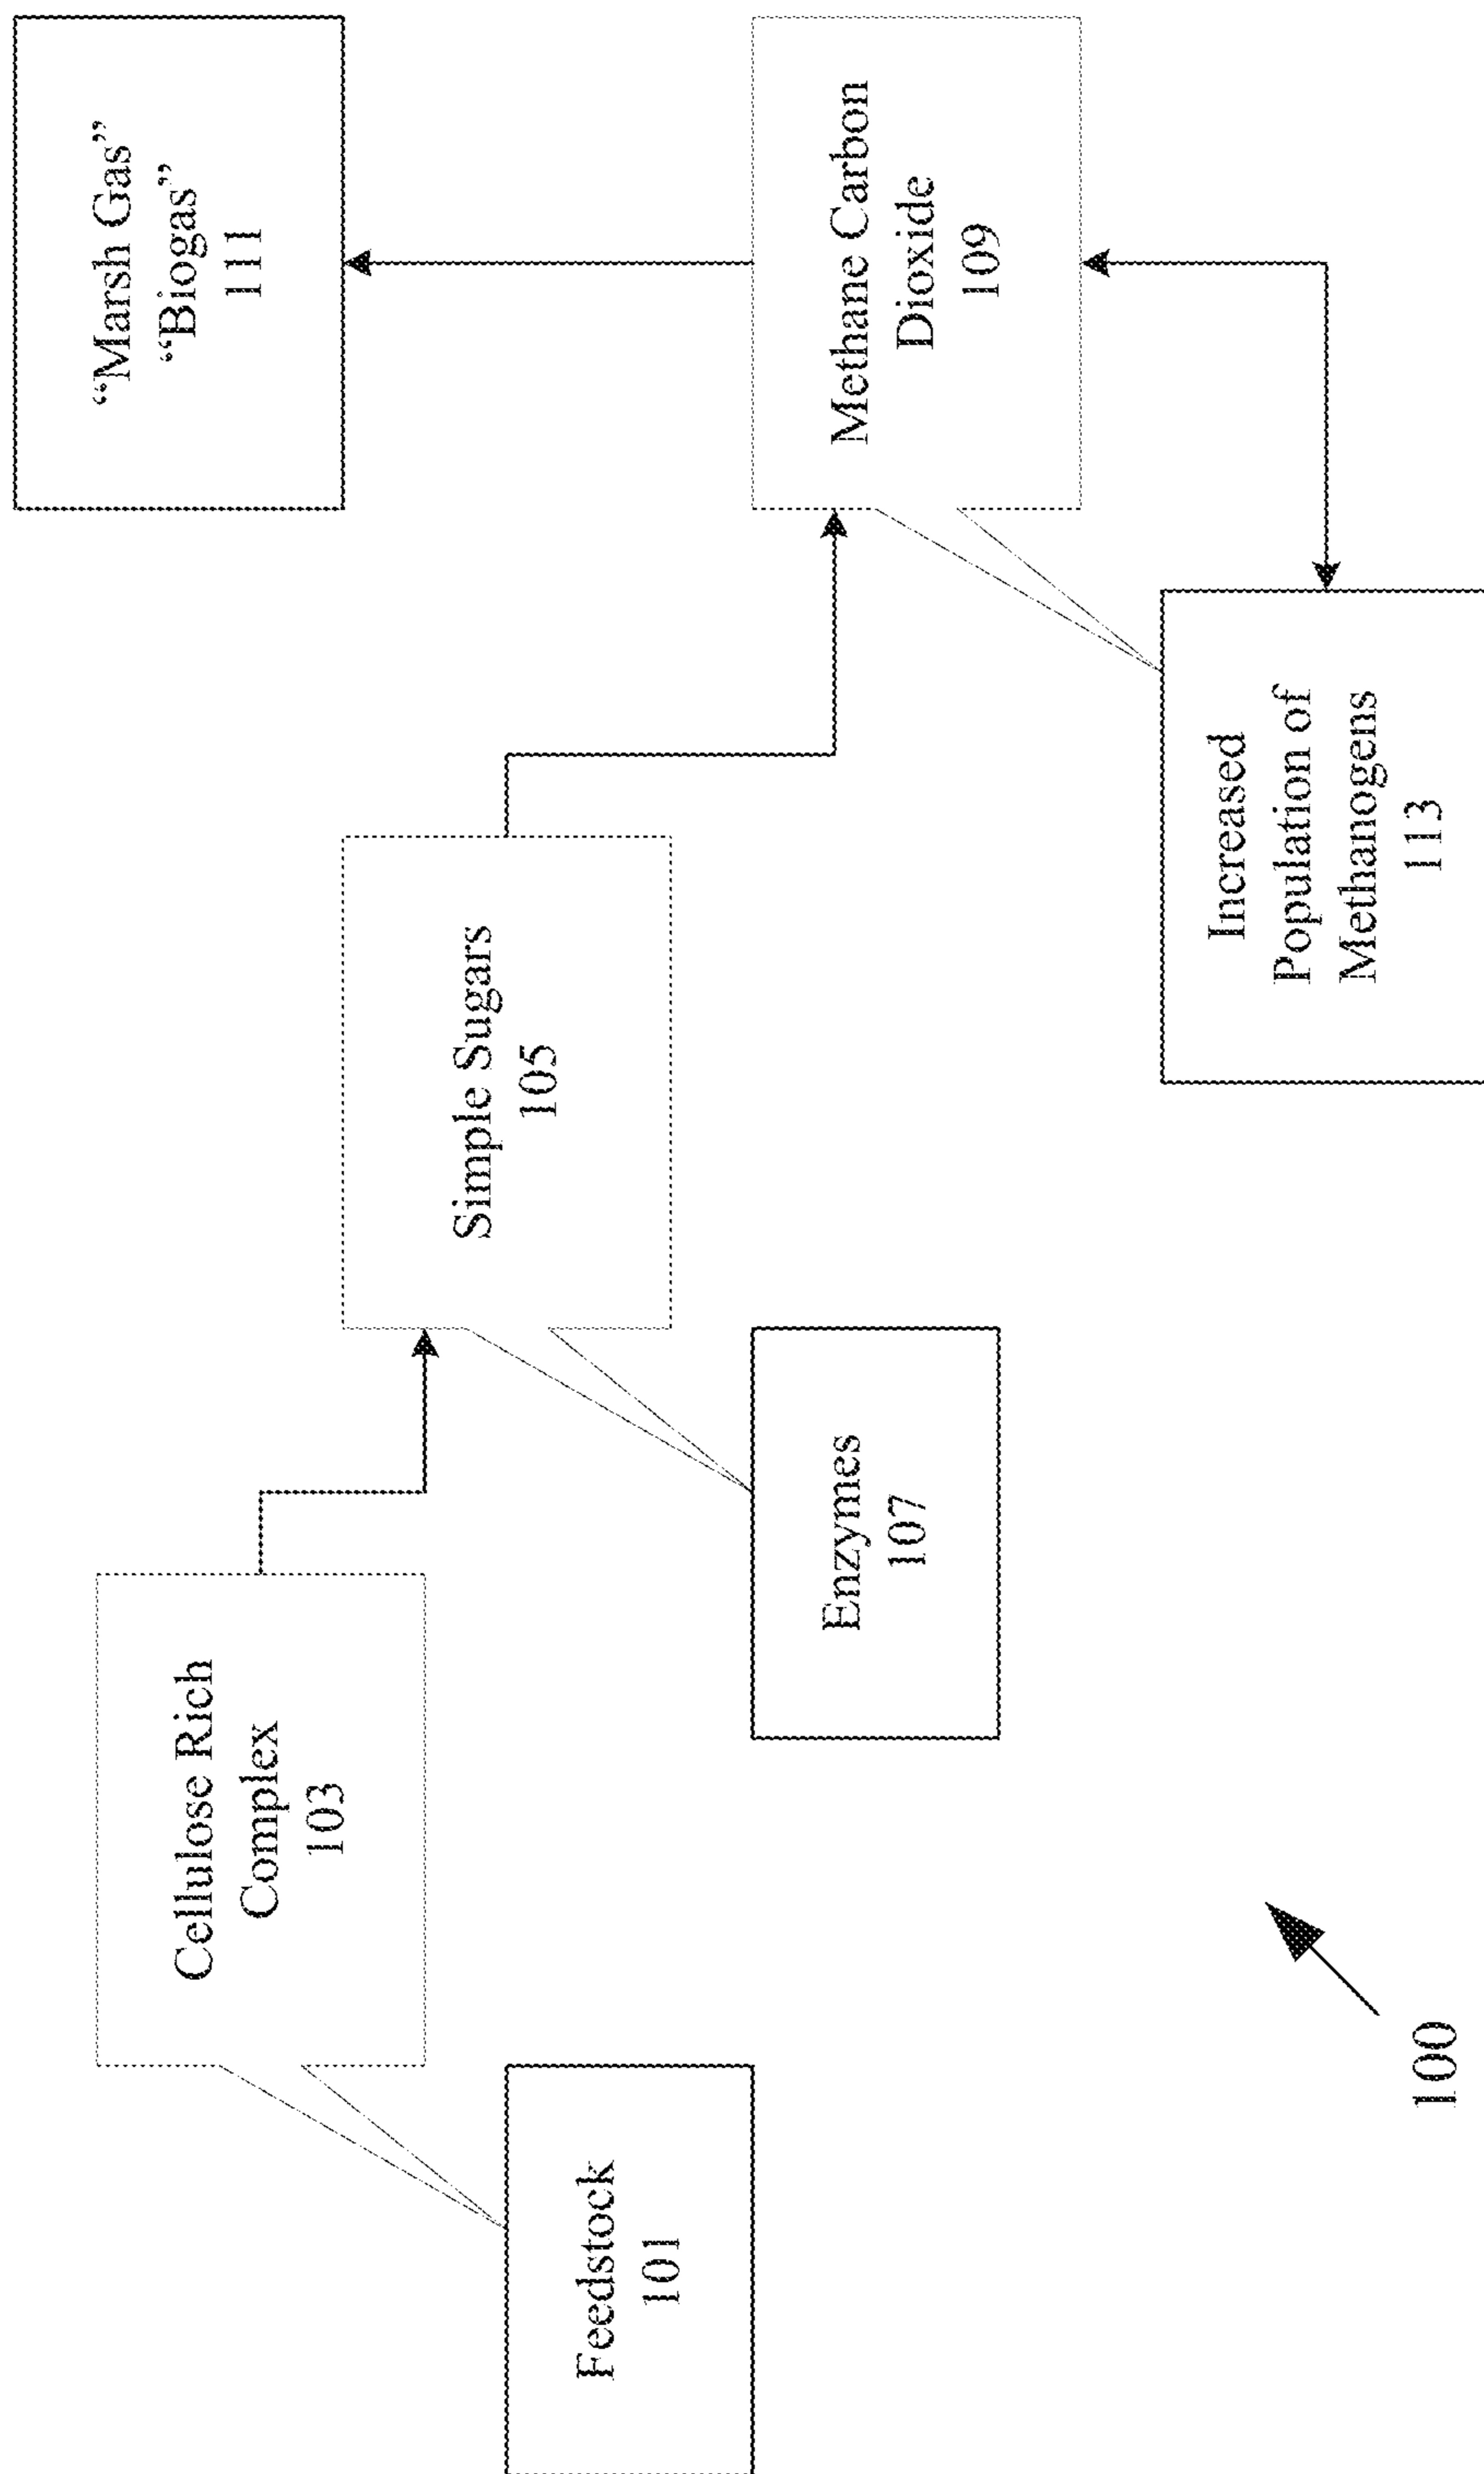 Feedstock
101
Cellulose Rich
Complex
103
Enzymes
107
Simple Sugars
105
Increased
Population of
Methanogens
113
Methane Carbon
Dioxide
109
“Marsh Gas”
“Biogas”
111
100